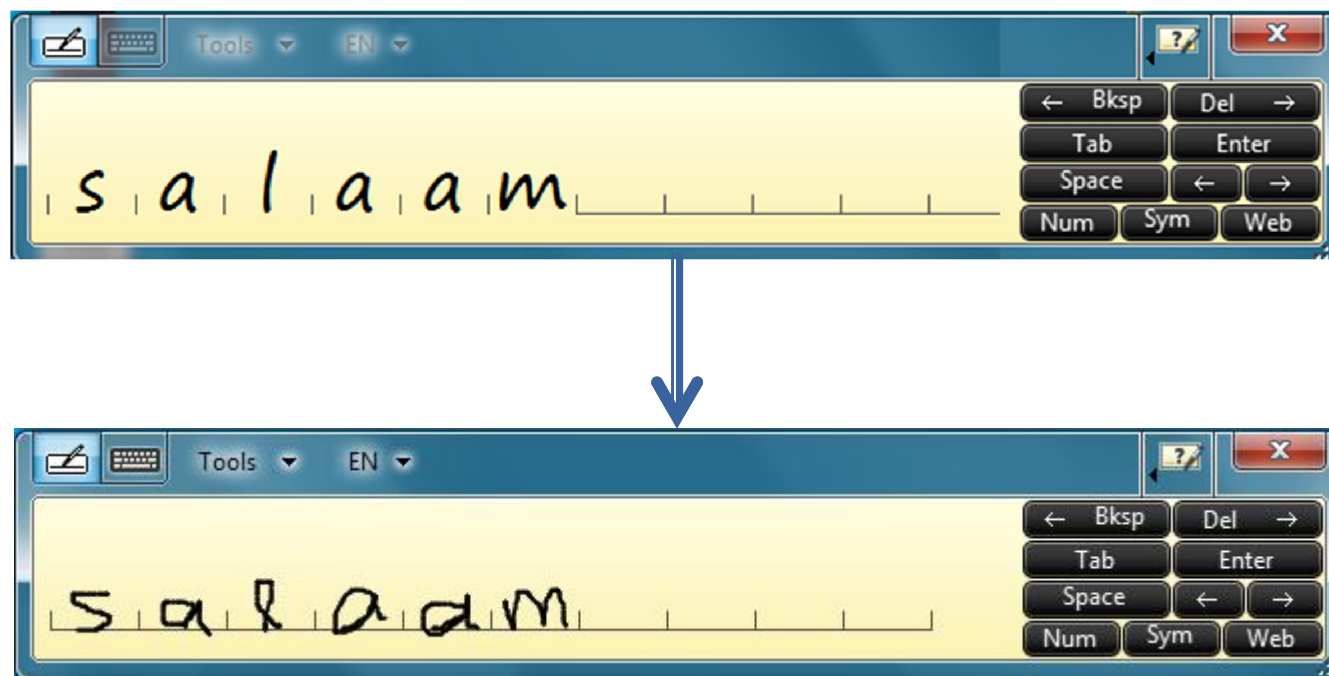 Tools EN
← Bksp Del →
Tab Enter
salaam
Space ← →
Num Sym Web
Tools EN
← Bksp Del →
Tab Enter
salaam
Space ← →
Num Sym Web